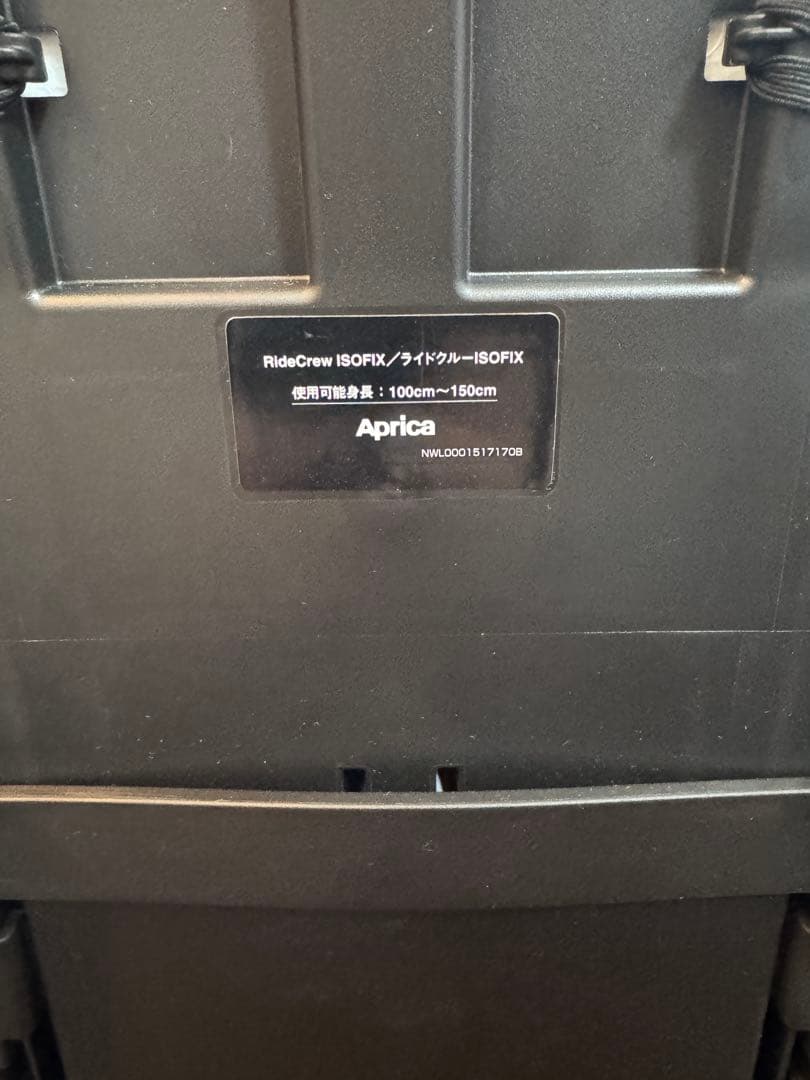 RideCrew ISOFIX／ライドクルーISOFIX
使用可能身長：100cm～150cm
Aprica
NWL0001517170B